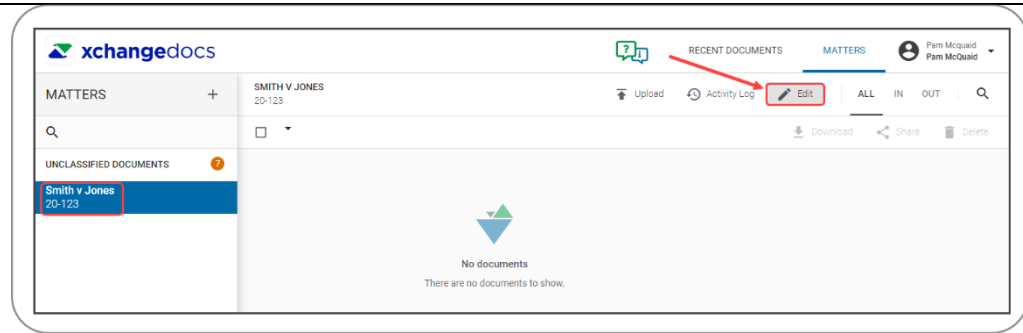 xchangedocs
? i
RECENT DOCUMENTS
MATTERS
Pam Mcquaid
Pam McQuaid
MATTERS +
SMITH V JONES
20-123
Upload
Activity Log
Edit
ALL
IN
OUT
Download
Share
Delete
UNCLASSIFIED DOCUMENTS 7
Smith v Jones
20-123
No documents
There are no documents to show.